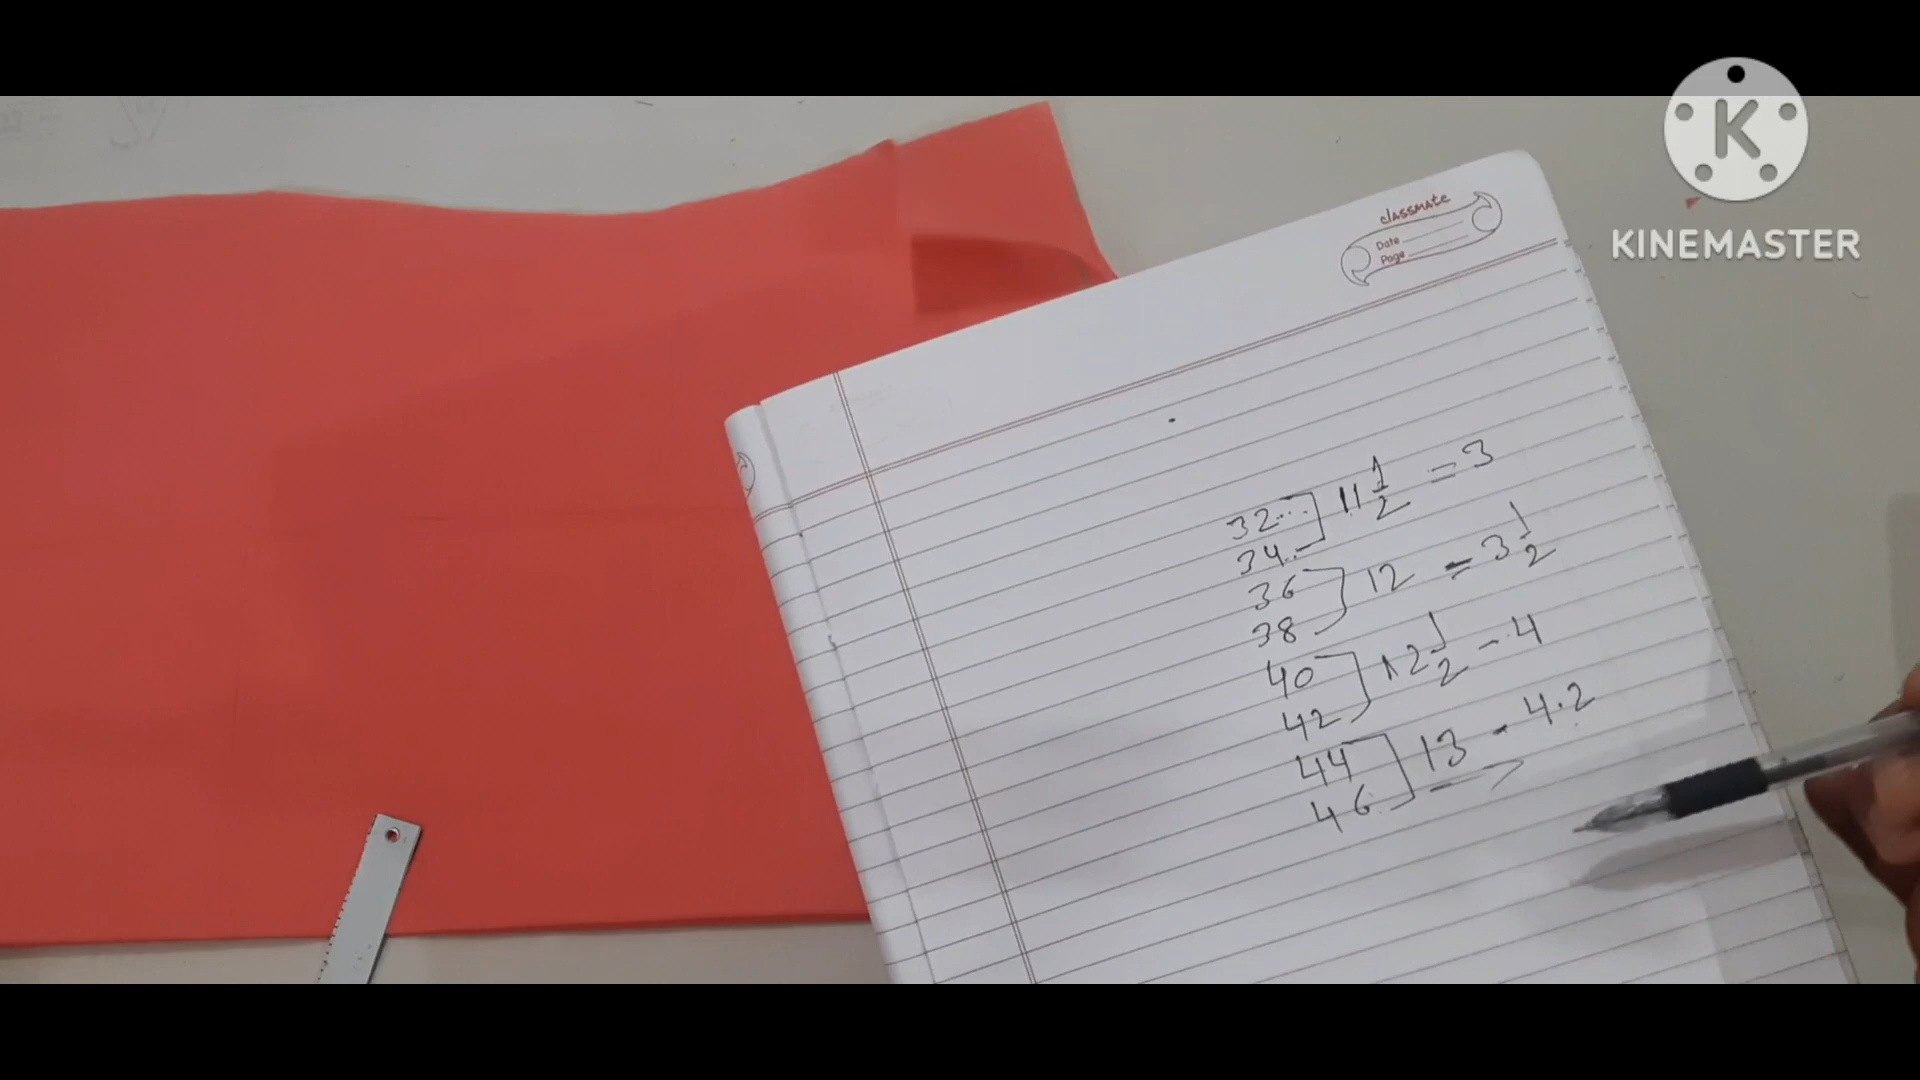 K
KINEMASTER
classmate
Date
Page
32 ] 11 1/2 = 3
34
36 ] 12 = 3 1/2
38
40 ] 12 1/2 - 4
42
44 ] 13 - 4.2
46